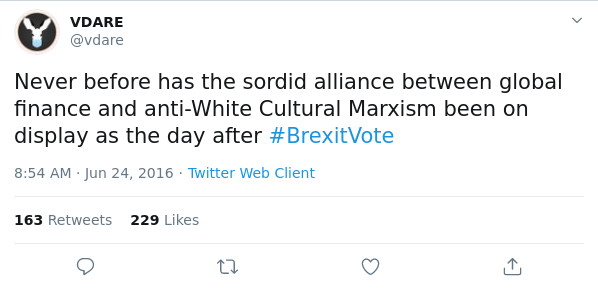 VDARE
@vdare
Never before has the sordid alliance between global
finance and anti-White Cultural Marxism been on
display as the day after #BrexitVote
8:54 AM · Jun 24, 2016 · Twitter Web Client
163 Retweets 229 Likes